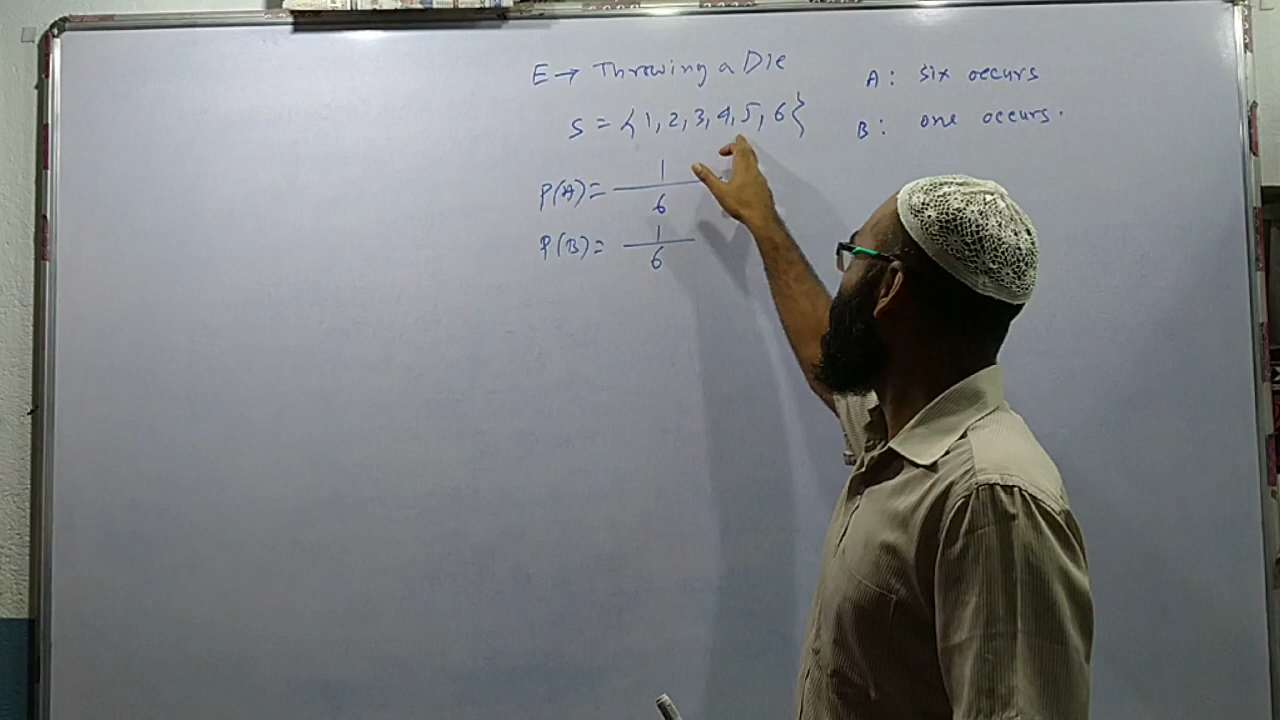 E → Throwing a Die
S = {1, 2, 3, 4, 5, 6}
P(A) = 1/6
P(B) = 1/6
A: six occurs
B: one occurs.